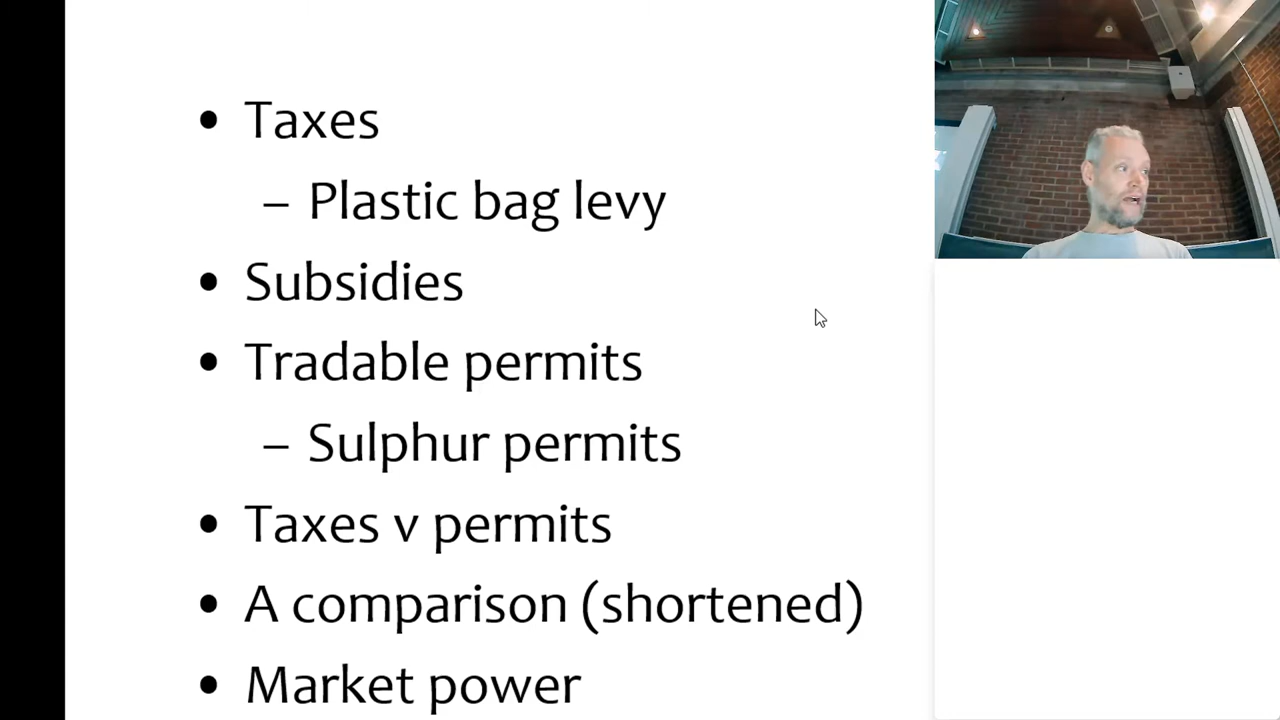 • Taxes
– Plastic bag levy
• Subsidies
• Tradable permits
– Sulphur permits
• Taxes v permits
• A comparison (shortened)
• Market power